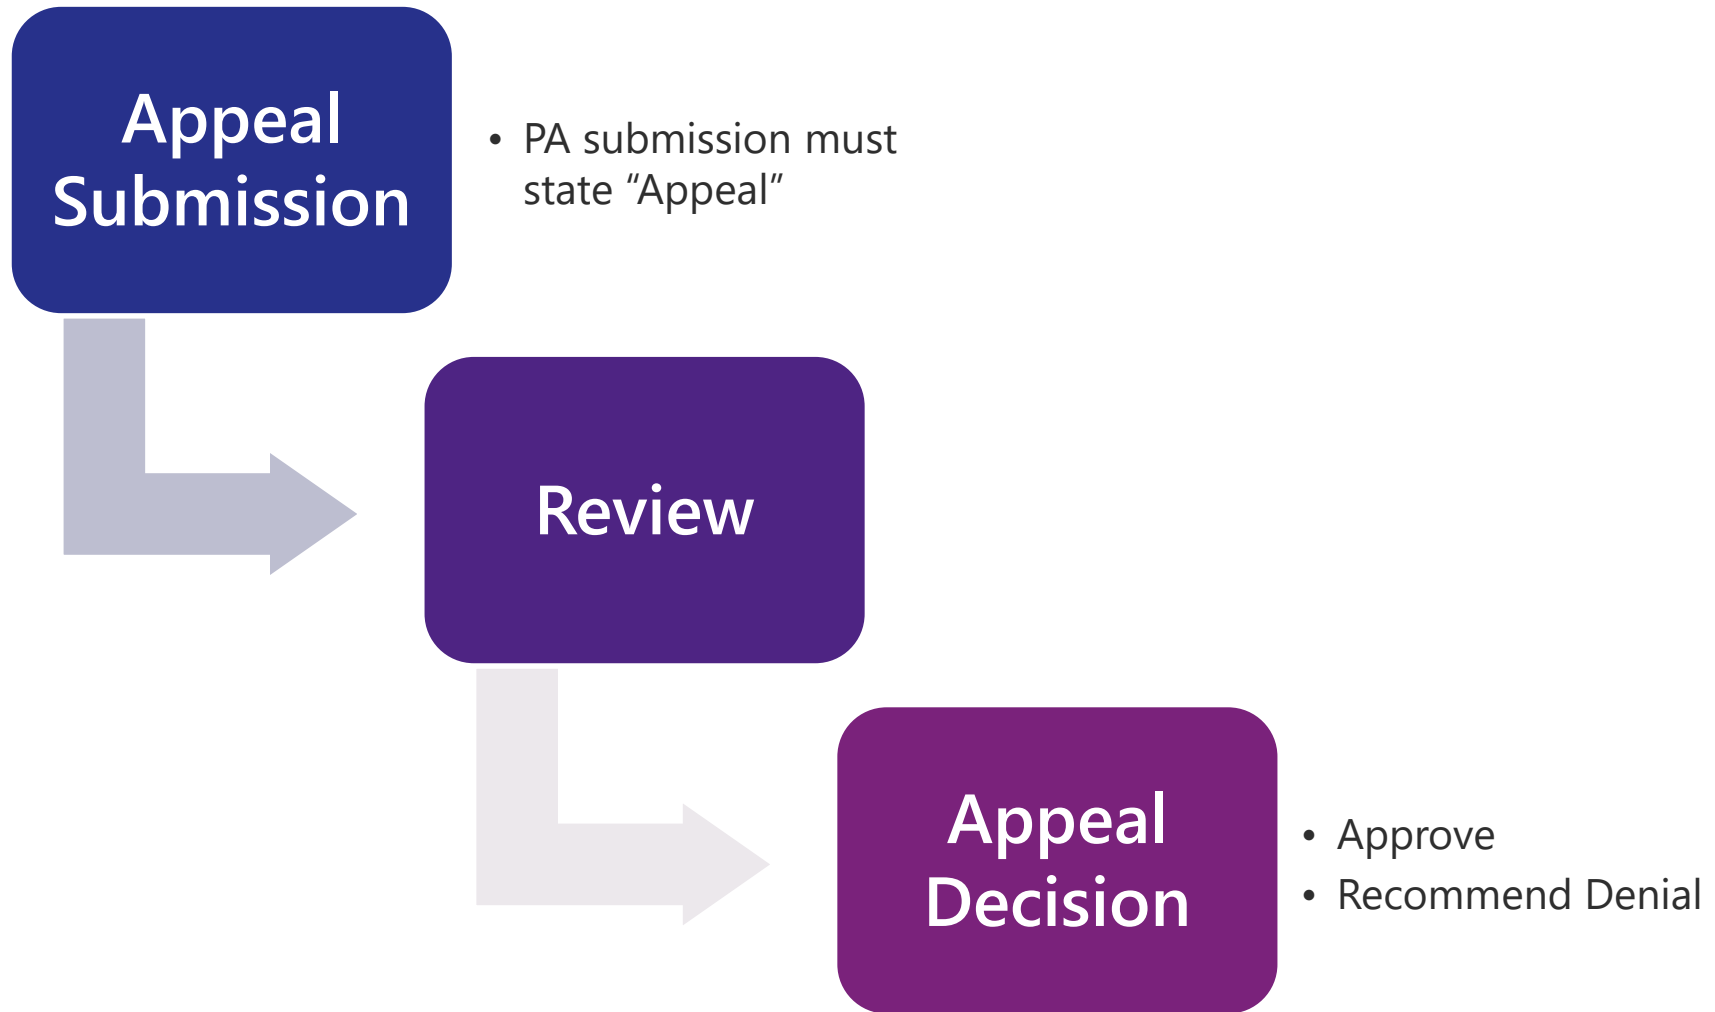 Appeal
Submission
• PA submission must
state “Appeal”
Review
Appeal
Decision
• Approve
• Recommend Denial